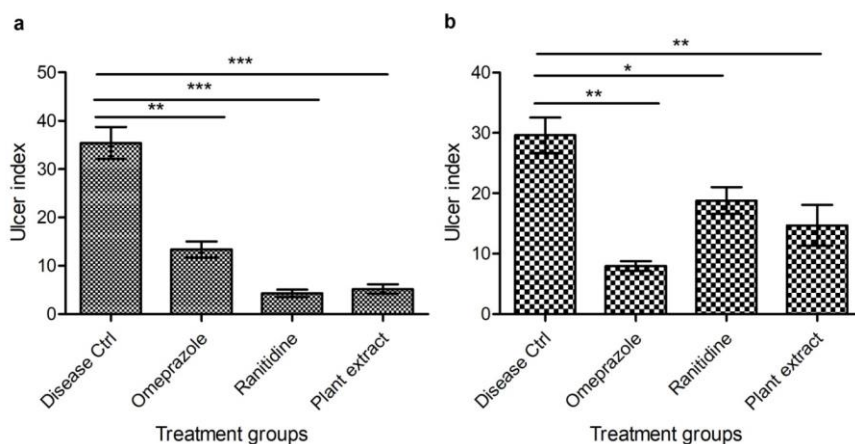 a
***
***
**
50
40
30
20
10
0
Ulcer index
Disease Ctrl
Omeprazole
Ranitidine
Plant extract
Treatment groups
b
**
*
**
40
30
20
10
0
Ulcer index
Disease Ctrl
Omeprazole
Ranitidine
Plant extract
Treatment groups